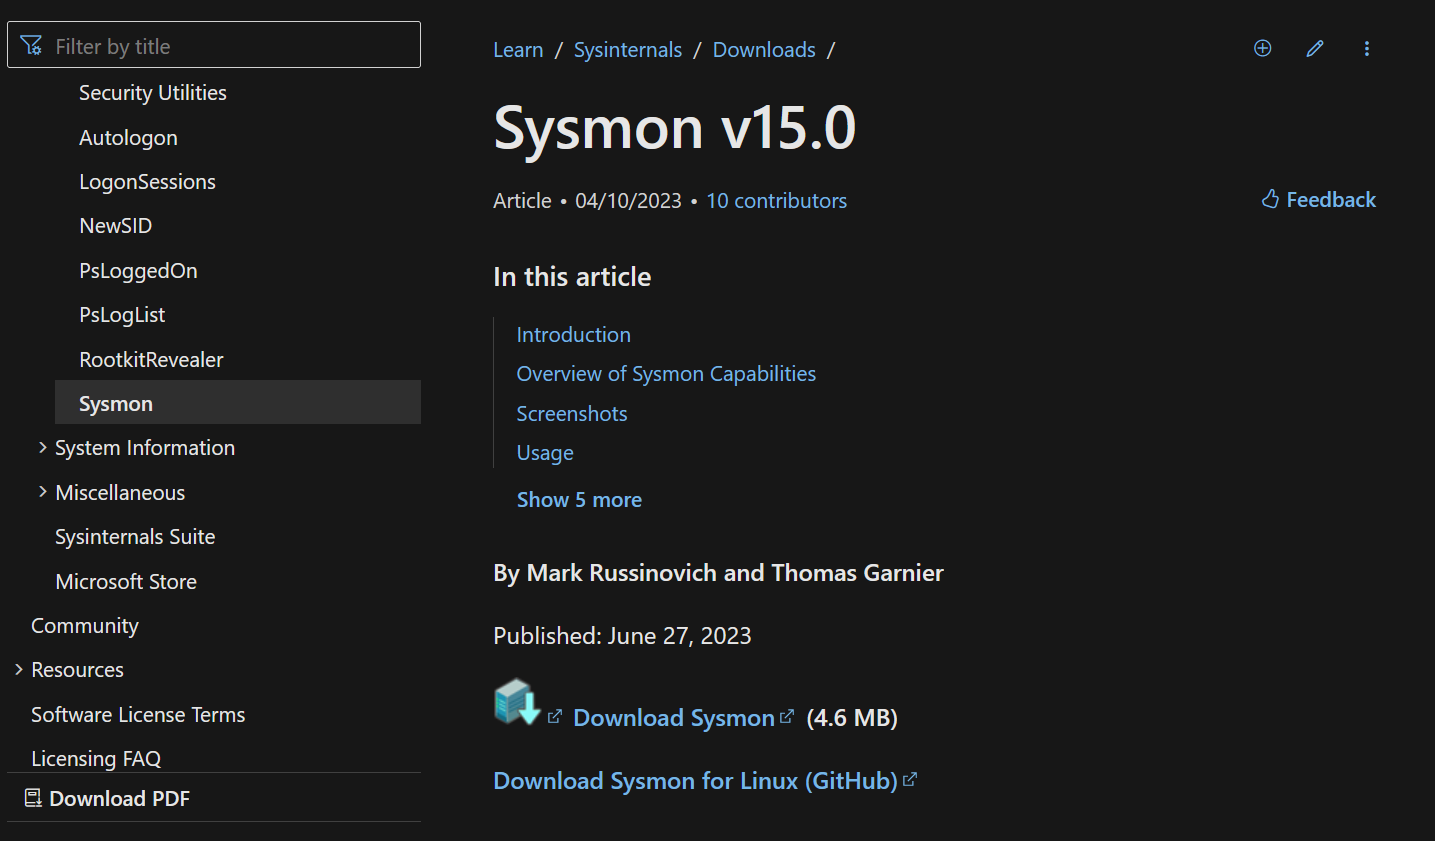 Filter by title
Security Utilities
Autologon
LogonSessions
NewSID
PsLoggedOn
PsLogList
RootkitRevealer
Sysmon
System Information
Miscellaneous
Sysinternals Suite
Microsoft Store
Community
Resources
Software License Terms
Licensing FAQ
Download PDF
Learn / Sysinternals / Downloads /
Sysmon v15.0
Article • 04/10/2023 • 10 contributors
Feedback
In this article
Introduction
Overview of Sysmon Capabilities
Screenshots
Usage
Show 5 more
By Mark Russinovich and Thomas Garnier
Published: June 27, 2023
Download Sysmon (4.6 MB)
Download Sysmon for Linux (GitHub)